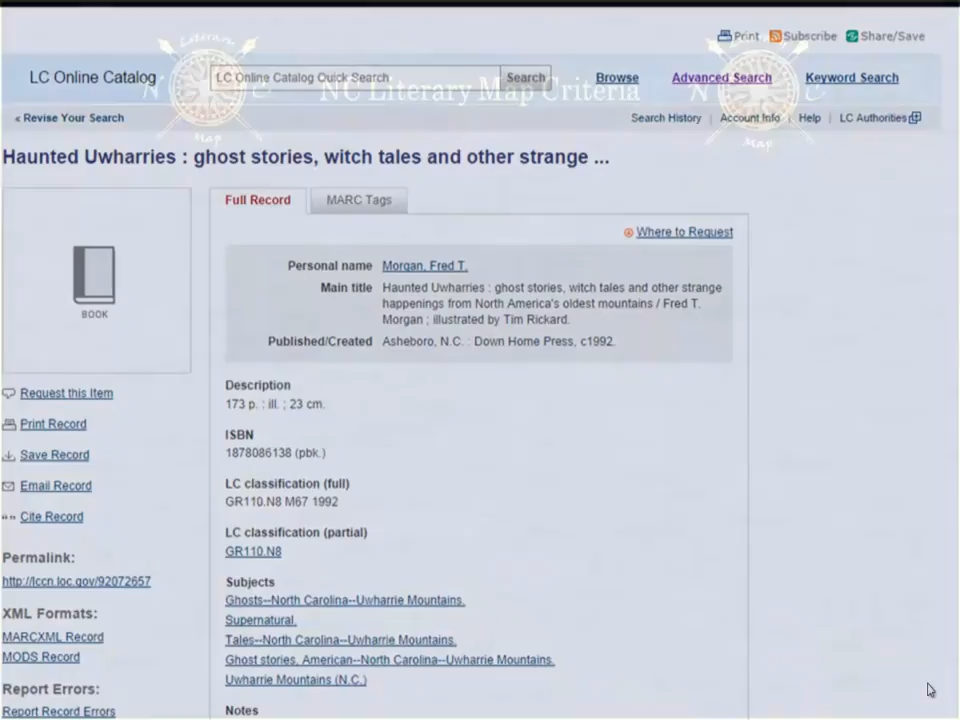 Print Subscribe Share/Save
LC Online Catalog
LC Online Catalog Quick Search
Search
Browse
Advanced Search
Keyword Search
Literary
NC Literary Map Criteria
N C
Map
Map
« Revise Your Search
Search History | Account Info | Help | LC Authorities
Haunted Uwharries : ghost stories, witch tales and other strange ...
BOOK
Request this Item
Print Record
Save Record
Email Record
Cite Record
Permalink:
http://lccn.loc.gov/92072657
XML Formats:
MARCXML Record
MODS Record
Report Errors:
Report Record Errors
Full Record
MARC Tags
Where to Request
Personal name Morgan, Fred T.
Main title Haunted Uwharries : ghost stories, witch tales and other strange
happenings from North America's oldest mountains / Fred T.
Morgan ; illustrated by Tim Rickard.
Published/Created Asheboro, N.C. : Down Home Press, c1992.
Description
173 p. : ill. ; 23 cm.
ISBN
1878086138 (pbk.)
LC classification (full)
GR110.N8 M67 1992
LC classification (partial)
GR110.N8
Subjects
Ghosts--North Carolina--Uwharrie Mountains.
Supernatural.
Tales--North Carolina--Uwharrie Mountains.
Ghost stories, American--North Carolina--Uwharrie Mountains.
Uwharrie Mountains (N.C.)
Notes